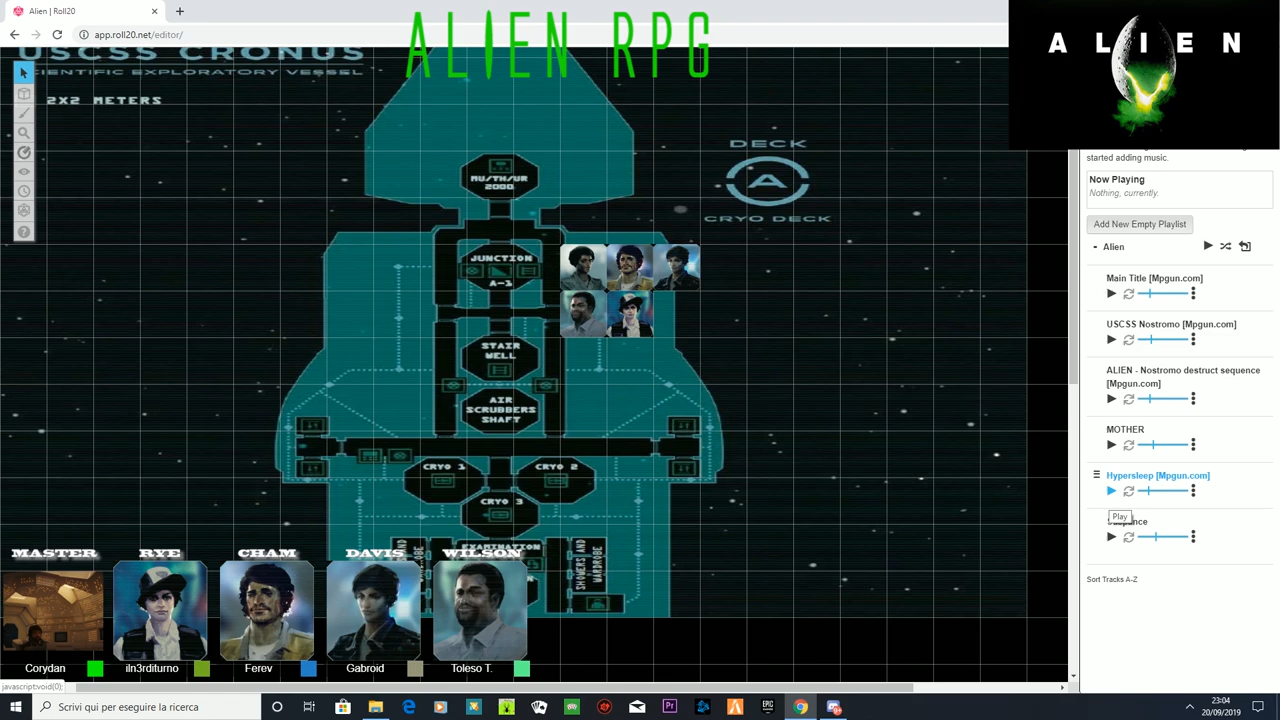 Alien | Roll20
app.roll20.net/editor/
ALIEN RPG
ALIEN
USCSS CRONUS
SCIENTIFIC EXPLORATORY VESSEL
2X2 METERS
MU/TH/UR
2000
DECK
A
CRYO DECK
JUNCTION
A-1
STAIR
WELL
AIR
SCRUBBERS
SHAFT
CRYO 1
CRYO 2
CRYO 3
EXAMINATION
SHOWERS AND
WARDROBE
MASTER
RYE
CHAM
DAVIS
WILSON
Corydan
iln3rditurno
Ferev
Gabroid
Toleso T.
started adding music.
Now Playing
Nothing, currently.
Add New Empty Playlist
Alien
Main Title [Mpgun.com]
USCSS Nostromo [Mpgun.com]
ALIEN - Nostromo destruct sequence
[Mpgun.com]
MOTHER
Hypersleep [Mpgun.com]
Play
Sort Tracks A-Z
javascript:void(0);
Scrivi qui per eseguire la ricerca
23:04
20/09/2019